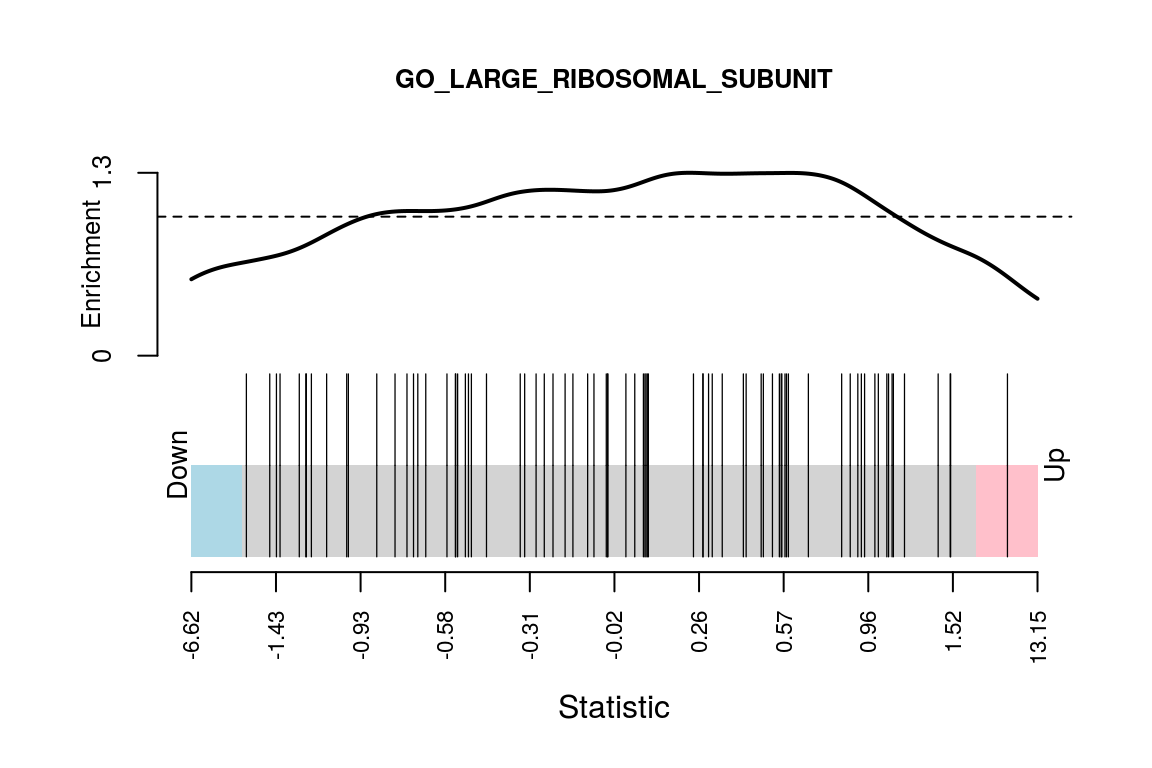 GO_LARGE_RIBOSOMAL_SUBUNIT
Enrichment
1.3
0
Down
Up
-6.62
-1.43
-0.93
-0.58
-0.31
-0.02
0.26
0.57
0.96
1.52
13.15
Statistic